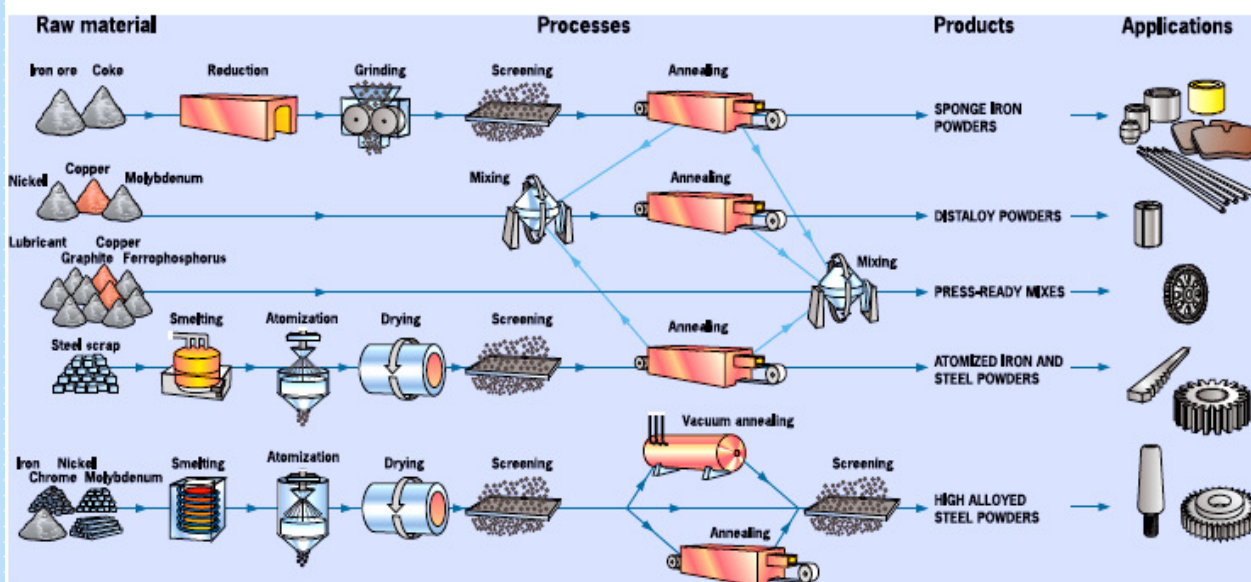 Raw material
Processes
Products
Applications
Iron ore
Coke
Reduction
Grinding
Screening
Annealing
SPONGE IRON
POWDERS
Nickell
Copper
Molybdenum
Mixing
Annealing
DISTALOY POWDERS
Lubricant
Copper
Graphite
Ferrophosphorus
Mixing
PRESS-READY MIXES
Steel scrap
Smelting
Atomization
Drying
Screening
Annealing
ATOMIZED IRON AND
STEEL POWDERS
Vacuum annealing
Iron
Nickel
Chrome
Molybdenum
Smelting
Atomization
Drying
Screening
Screening
HIGH ALLOYED
STEEL POWDERS
Annealing